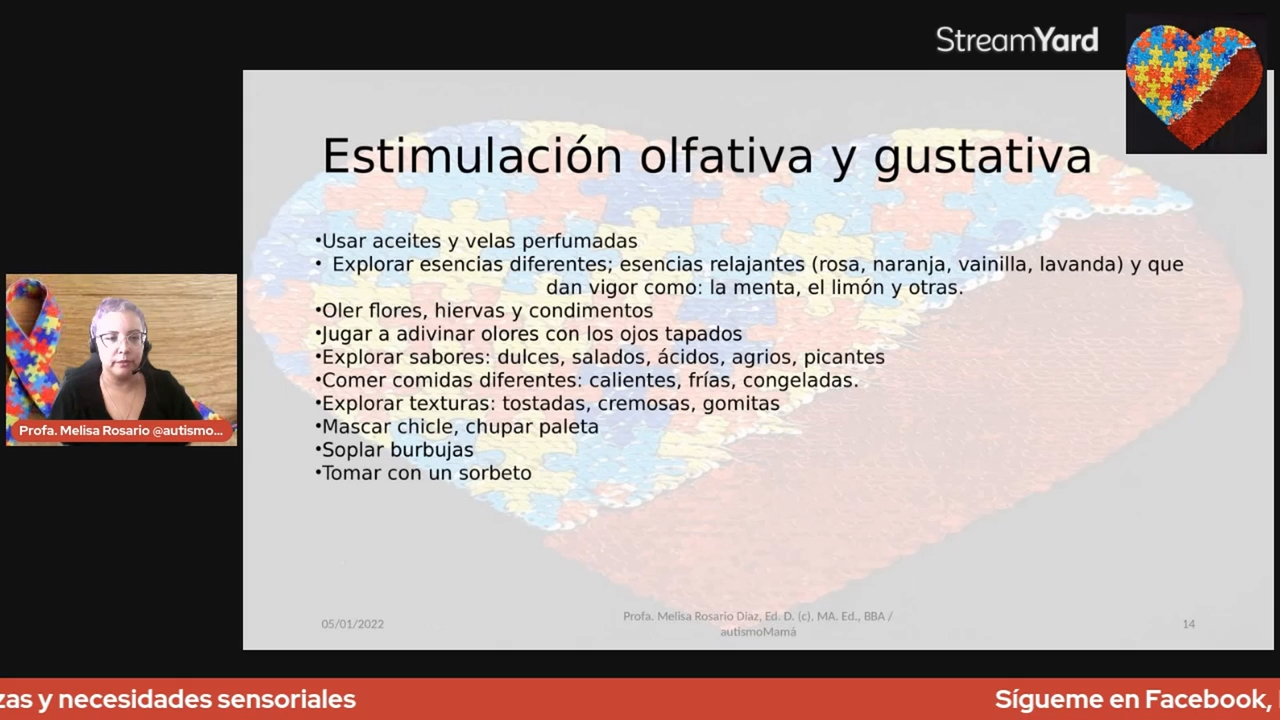 StreamYard
Estimulación olfativa y gustativa
•Usar aceites y velas perfumadas
• Explorar esencias diferentes; esencias relajantes (rosa, naranja, vainilla, lavanda) y que
dan vigor como: la menta, el limón y otras.
•Oler flores, hiervas y condimentos
•Jugar a adivinar olores con los ojos tapados
•Explorar sabores: dulces, salados, ácidos, agrios, picantes
•Comer comidas diferentes: calientes, frías, congeladas.
•Explorar texturas: tostadas, cremosas, gomitas
•Mascar chicle, chupar paleta
•Soplar burbujas
•Tomar con un sorbeto
Profa. Melisa Rosario @autismo...
05/01/2022
Profa. Melisa Rosario Diaz, Ed. D. (c), MA. Ed., BBA /
autismoMamá
14
zas y necesidades sensoriales
Sígueme en Facebook,